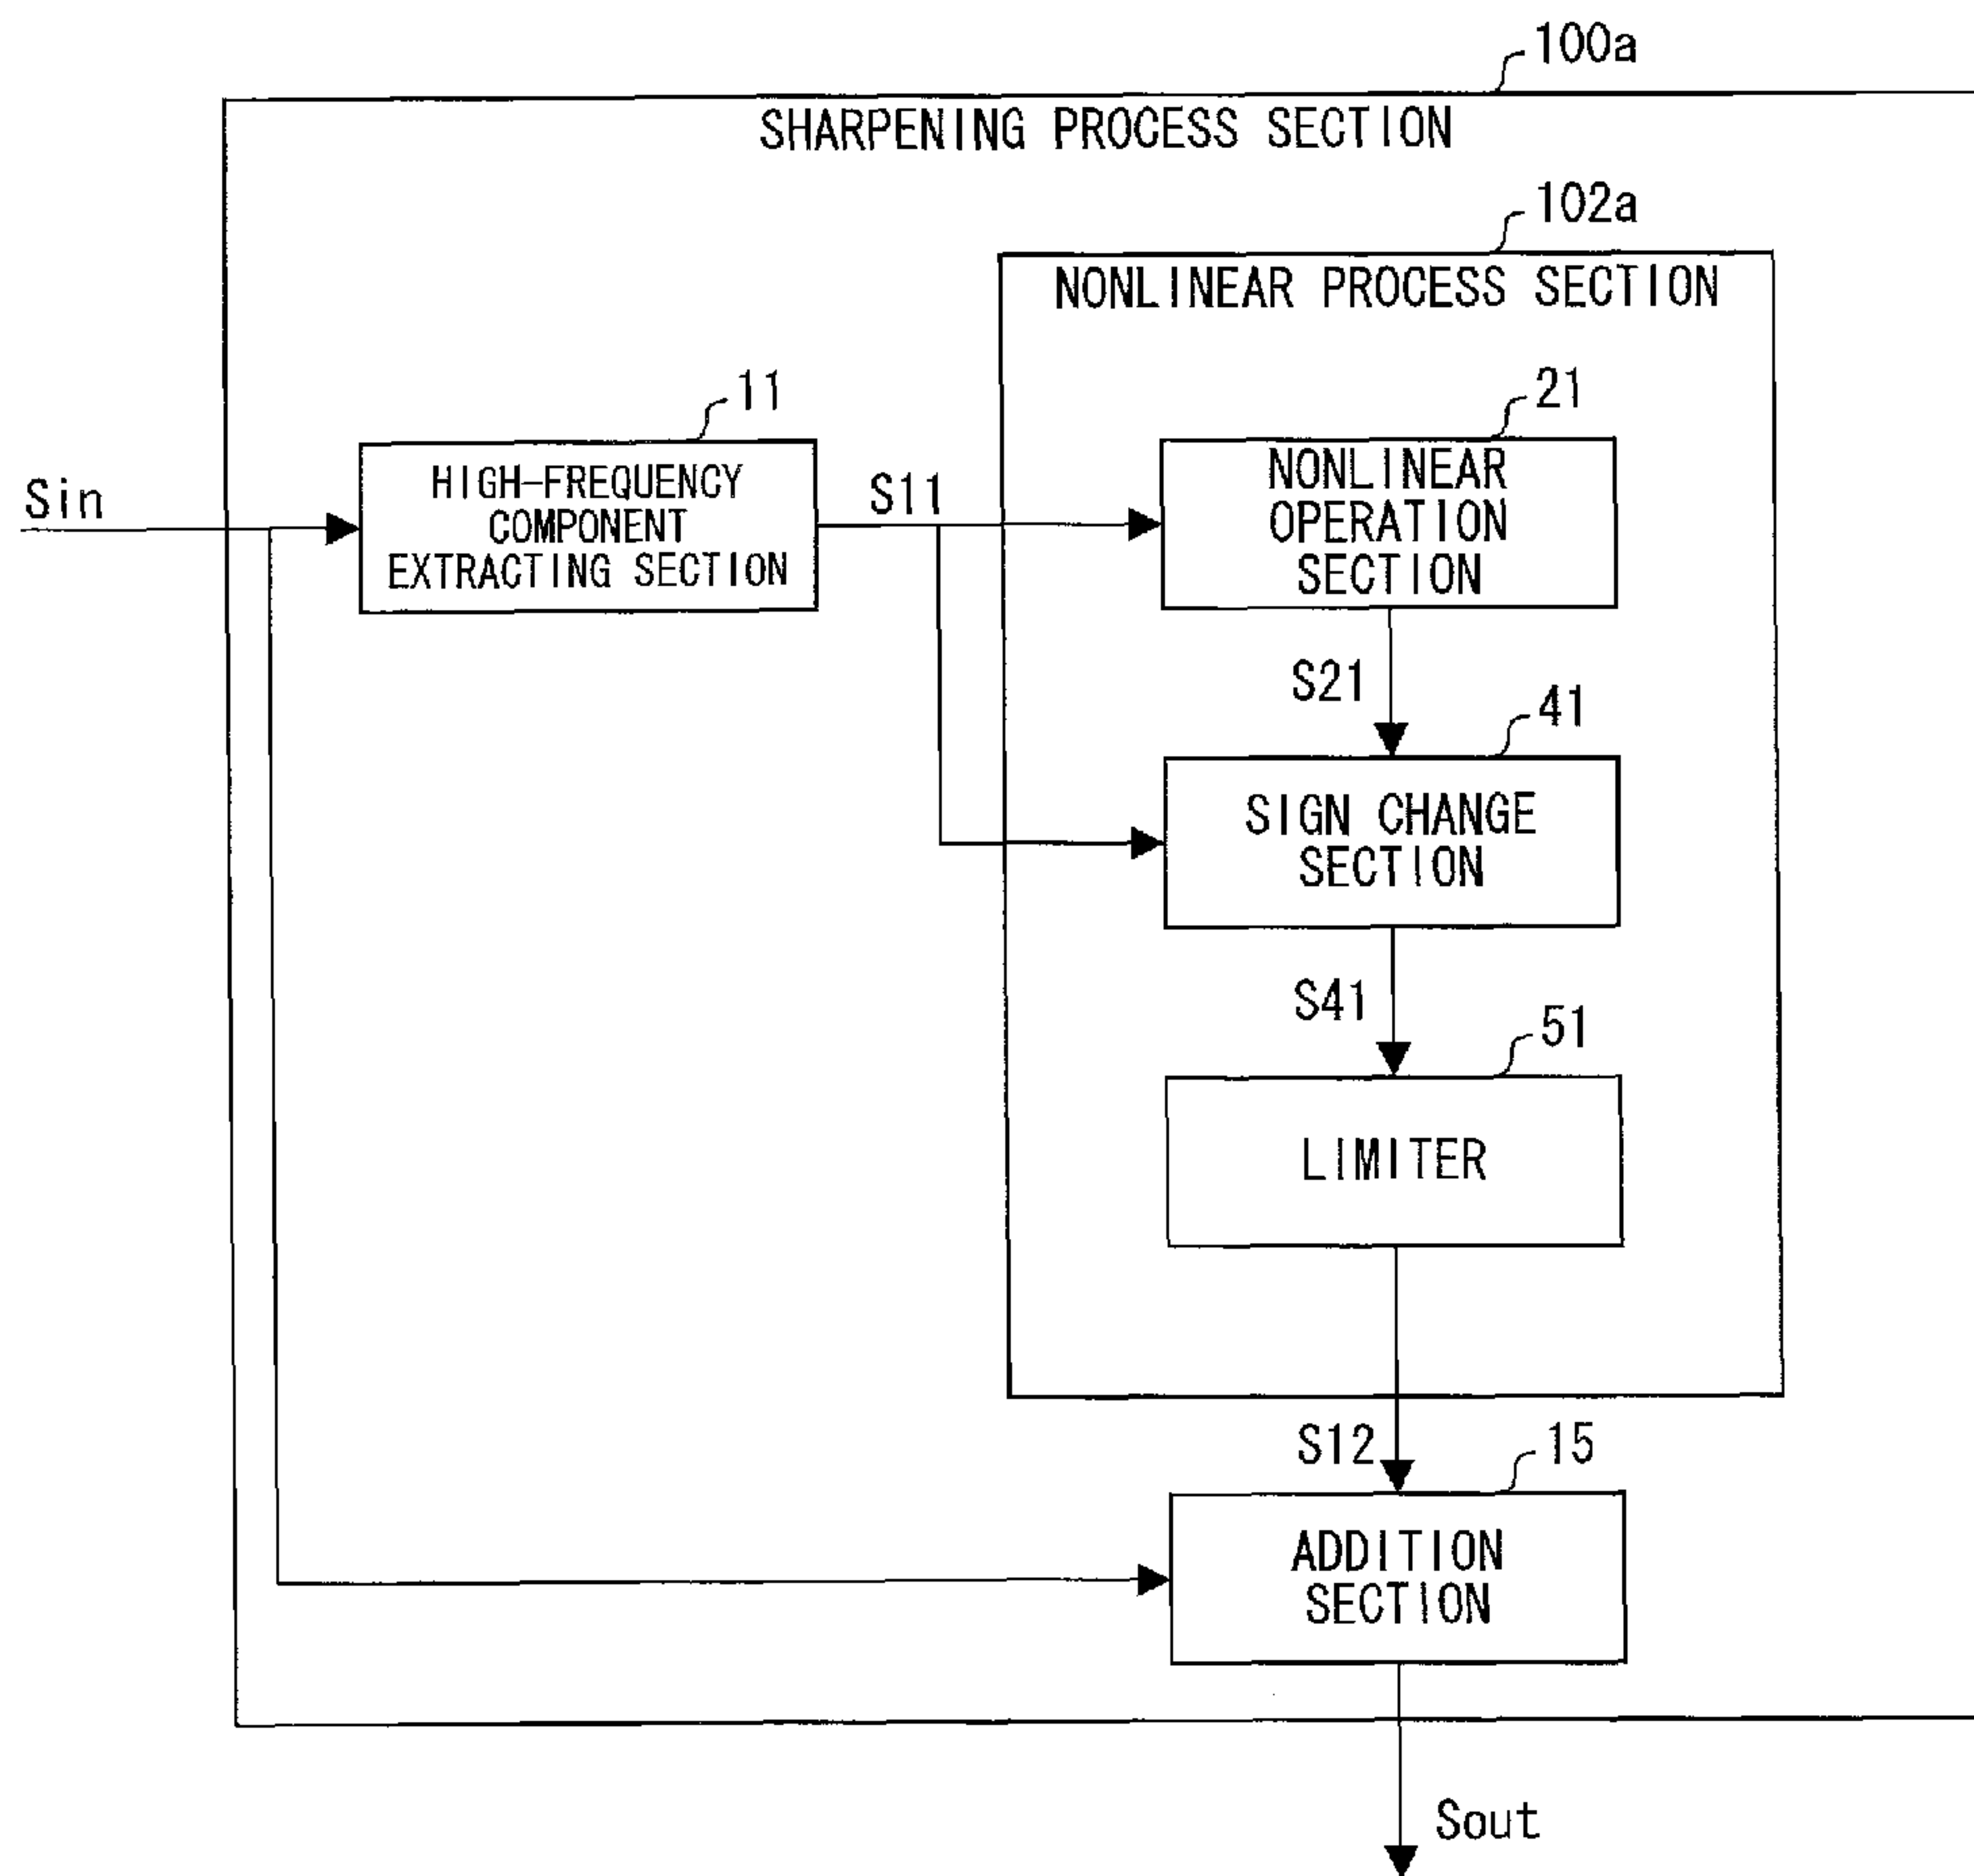 100a
SHARPENING PROCESS SECTION
102a
NONLINEAR PROCESS SECTION
11
21
Sin
HIGH-FREQUENCY
COMPONENT
EXTRACTING SECTION
S11
NONLINEAR
OPERATION
SECTION
S21
41
SIGN CHANGE
SECTION
S41
51
LIMITER
S12
15
ADDITION
SECTION
Sout